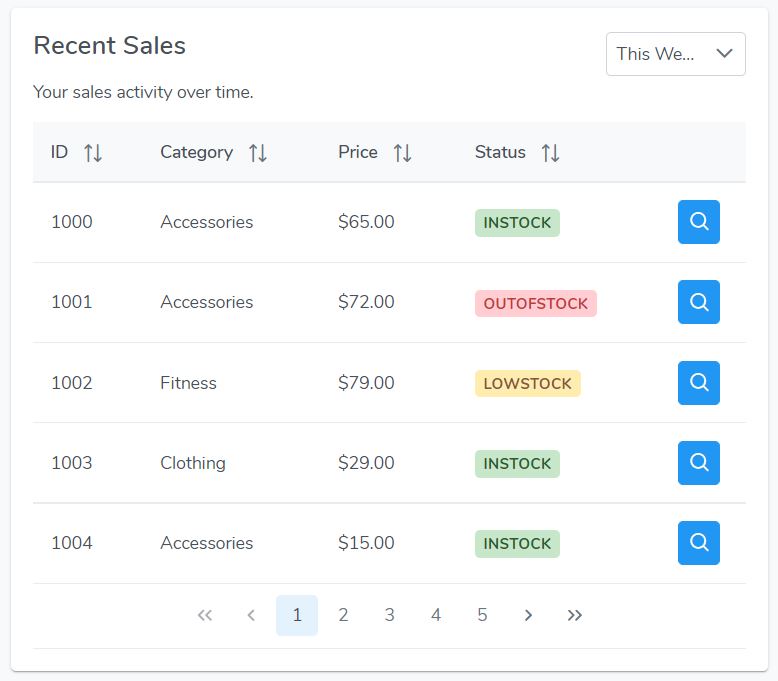 Recent Sales
This We...
Your sales activity over time.
ID Category Price Status
1000 Accessories $65.00 INSTOCK
1001 Accessories $72.00 OUTOFSTOCK
1002 Fitness $79.00 LOWSTOCK
1003 Clothing $29.00 INSTOCK
1004 Accessories $15.00 INSTOCK
1 2 3 4 5